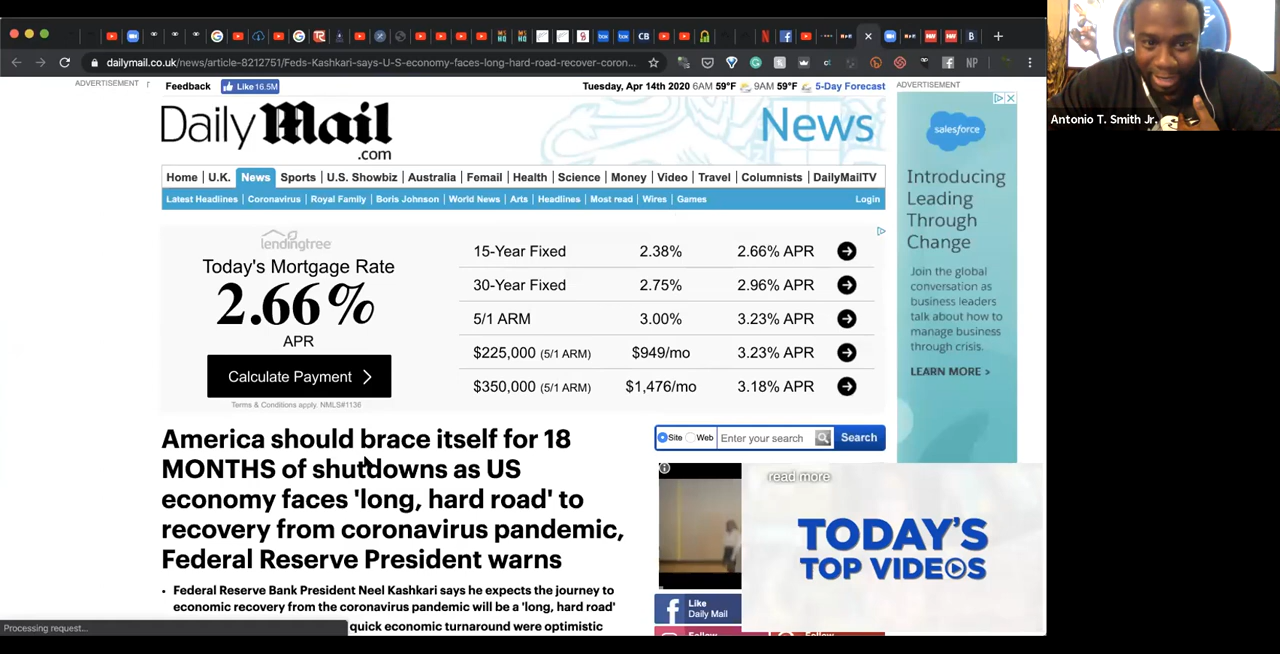 dailymail.co.uk/news/article-8212751/Feds-Kashkari-says-U-S-economy-faces-long-hard-road-recover-coron...
NP
Antonio T. Smith Jr.
ADVERTISEMENT
Feedback
Like 16.5M
Tuesday, Apr 14th 2020 6AM 59°F 9AM 59°F 5-Day Forecast
ADVERTISEMENT
Daily Mail
.com
News
Home U.K. News Sports U.S. Showbiz Australia Femail Health Science Money Video Travel Columnists DailyMailTV
Latest Headlines Coronavirus Royal Family Boris Johnson World News Arts Headlines Most read Wires Games Login
lendingtree
Today's Mortgage Rate
2.66%
APR
Calculate Payment
Terms & Conditions apply. NMLS#1136
15-Year Fixed 2.38% 2.66% APR
30-Year Fixed 2.75% 2.96% APR
5/1 ARM 3.00% 3.23% APR
$225,000 (5/1 ARM) $949/mo 3.23% APR
$350,000 (5/1 ARM) $1,476/mo 3.18% APR
salesforce
Introducing
Leading
Through
Change
Join the global
conversation as
business leaders
talk about how to
manage business
through crisis.
LEARN MORE >
America should brace itself for 18
MONTHS of shutdowns as US
economy faces 'long, hard road' to
recovery from coronavirus pandemic,
Federal Reserve President warns
• Federal Reserve Bank President Neel Kashkari says he expects the journey to
economic recovery from the coronavirus pandemic will be a 'long, hard road'
quick economic turnaround were optimistic
Site Web Enter your search Search
read more
TODAY'S
TOP VIDEOS
Like
Daily Mail
Follow
Follow
Processing request...